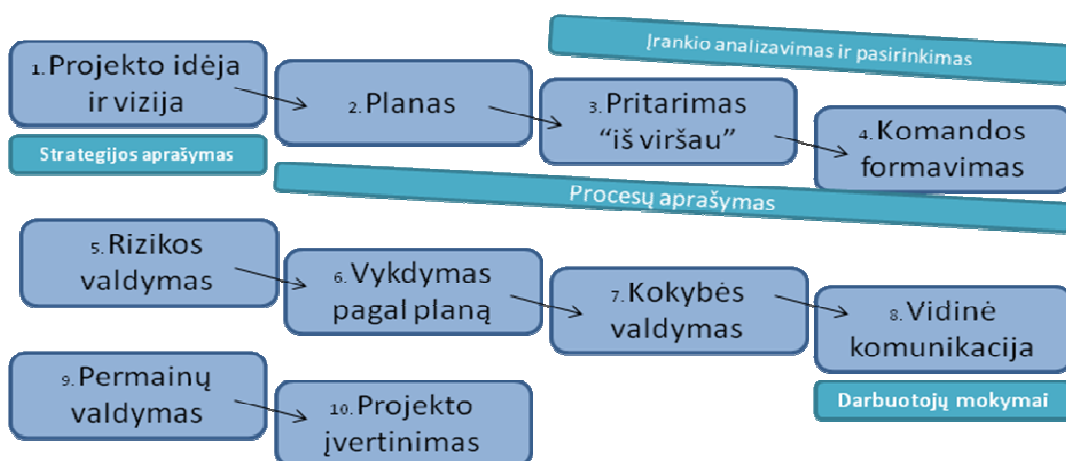 Įrankio analizavimas ir pasirinkimas
1. Projekto idėja
ir vizija
2. Planas
3. Pritarimas
“iš viršau”
4. Komandos
formavimas
Strategijos aprašymas
Procesų aprašymas
5. Rizikos
valdymas
6. Vykdymas
pagal planą
7. Kokybės
valdymas
8. Vidinė
komunikacija
9. Permainų
valdymas
10. Projekto
įvertinimas
Darbuotojų mokymai